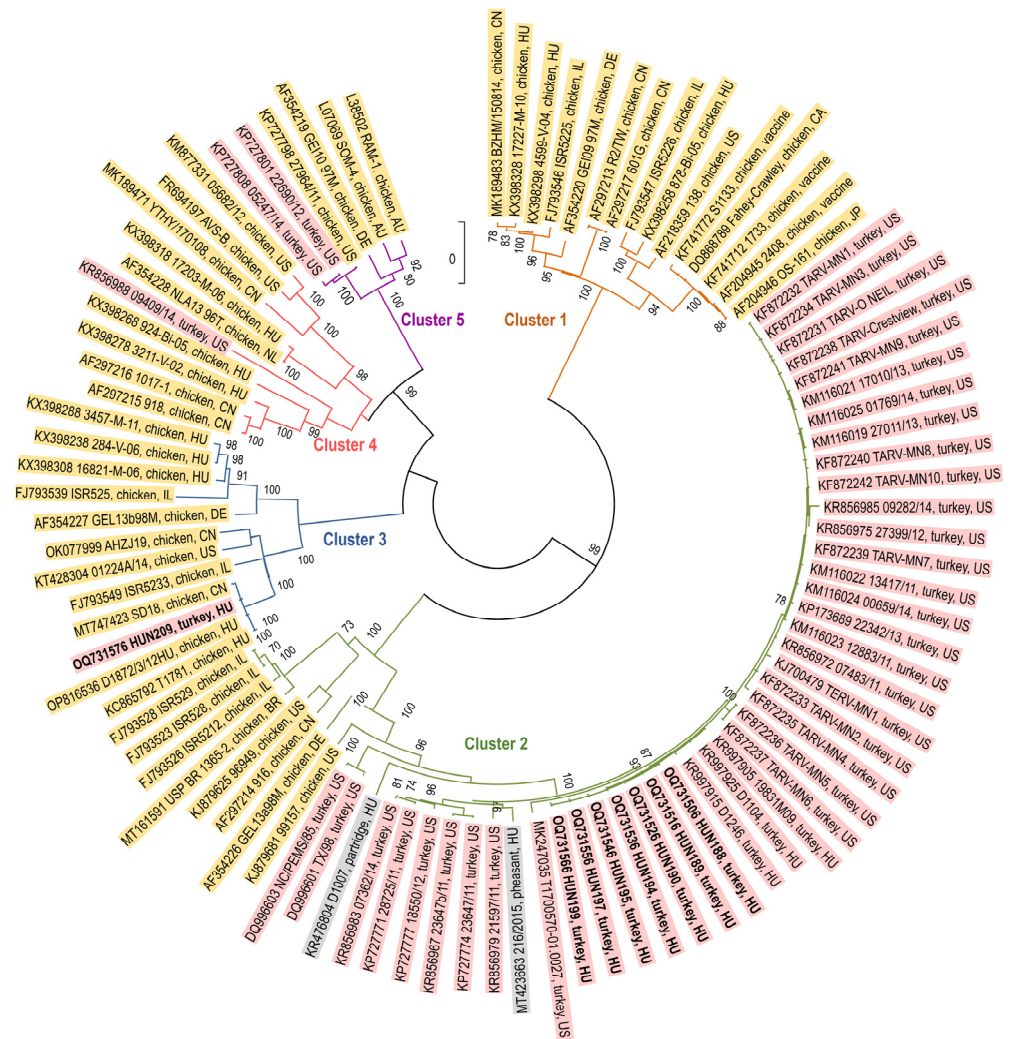 MK189483 BZHM/150814, chicken, CN
KX398328 17227-M-10, chicken, HU
KX398298 4599-V-04, chicken, HU
FJ793546 ISR5225, chicken, IL
AF354220 GEI09 97M, chicken, DE
AF297213 R2/TW, chicken, CN
AF297217 601G, chicken, CN
FJ793547 ISR5226, chicken, IL
KX398258 878-Bi-05, chicken, HU
AF218359 138, chicken, US
KF741772 S1133, chicken, vaccine
DQ868789 Fahey-Crawley, chicken, CA
KF741712 1733, chicken, vaccine
AF204945 2408, chicken, vaccine
AF204946 OS-161, chicken, JP
KF872232 TARV-MN1, turkey, US
KF872234 TARV-MN3, turkey, US
KF872231 TARV-O NEIL, turkey, US
KF872238 TARV-Crestview, turkey, US
KF872241 TARV-MN9, turkey, US
KM116021 17010/13, turkey, US
KM116025 01769/14, turkey, US
KM116019 27011/13, turkey, US
KF872240 TARV-MN8, turkey, US
KF872242 TARV-MN10, turkey, US
KR856985 09282/14, turkey, US
KR856975 27399/12, turkey, US
KF872239 TARV-MN7, turkey, US
KM116022 13417/11, turkey, US
KM116024 00659/14, turkey, US
KP173689 22342/13, turkey, US
KM116023 12883/11, turkey, US
KR856972 07483/11, turkey, US
KJ700479 TERV-MN1, turkey, US
KF872233 TARV-MN2, turkey, US
KF872235 TARV-MN4, turkey, US
KF872236 TARV-MN5, turkey, US
KF872237 TARV-MN6, turkey, US
KR997905 19831M09, turkey, HU
KR997925 D1104, turkey, HU
KR997915 D1246, turkey, HU
OQ731506 HUN188, turkey, HU
OQ731516 HUN189, turkey, HU
OQ731526 HUN190, turkey, HU
OQ731536 HUN194, turkey, HU
OQ731546 HUN195, turkey, HU
OQ731556 HUN197, turkey, HU
OQ731566 HUN199, turkey, HU
MK247035 T1700570-01.0027, turkey, US
MT423663 216/2015, pheasant, HU
KR856979 21597/11, turkey, US
KP727774 23647/11, turkey, US
KR856967 23647b/11, turkey, US
KP727777 18550/12, turkey, US
KP727771 28725/11, turkey, US
KR856983 07362/14, turkey, US
KR476804 D1007, partridge, HU
DQ996601 TX/98, turkey, US
DQ996603 NC/PEMS/85, turkey, US
KJ879681 99157, chicken, US
AF354226 GEL13a98M, chicken, DE
AF297214 916, chicken, CN
KJ879625 96949, chicken, US
MT161591 USP BR 13652, chicken, BR
FJ793526 ISR5212, chicken, IL
FJ793523 ISR528, chicken, IL
FJ793528 ISR529, chicken, IL
KC865792 T1781, chicken, HU
OP816536 D1872/3/12HU, chicken, HU
OQ731576 HUN209, turkey, HU
MT747423 SD18, chicken, CN
FJ793549 ISR5233, chicken, IL
KT428304 01224A/14, chicken, US
OK077999 AHZJ19, chicken, CN
AF354227 GEL13b98M, chicken, DE
FJ793539 ISR525, chicken, IL
KX398308 16821-M-06, chicken, HU
KX398238 284-V-06, chicken, HU
KX398288 3457-M-11, chicken, HU
AF297215 918, chicken, CN
AF297216 1017-1, chicken, CN
KX398278 3211-V-02, chicken, HU
KX398268 924-Bi-05, chicken, HU
KR856988 09409/14, turkey, US
AF354228 NLA13 96T, chicken, NL
KX398318 17203-M-06, chicken, HU
MK189471 YTHY/170108, chicken, CN
FR694197 AVS-B, chicken, US
KM877331 05682/12, chicken, US
KP727808 05247/14, turkey, US
KP727801 22690/12, turkey, US
KP727798 27964/11, chicken, US
AF354219 GEI10 97M, chicken, DE
L07069 SOM-4, chicken, AU
L38502 RAM-1, chicken, AU
0
Cluster 1
78
83
100
96
95
100
100
100
94
100
88
Cluster 5
92
80
100
100
Cluster 4
100
100
100
98
100
100
99
99
Cluster 3
98
98
91
100
100
100
100
Cluster 2
70
100
73
100
100
100
100
96
81
74
96
97
100
93
87
100
78
99